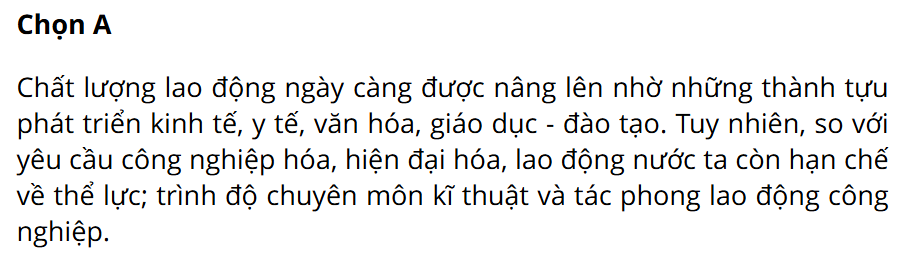 Chọn A
Chất lượng lao động ngày càng được nâng lên nhờ những thành tựu
phát triển kinh tế, y tế, văn hóa, giáo dục - đào tạo. Tuy nhiên, so với
yêu cầu công nghiệp hóa, hiện đại hóa, lao động nước ta còn hạn chế
về thể lực; trình độ chuyên môn kĩ thuật và tác phong lao động công
nghiệp.